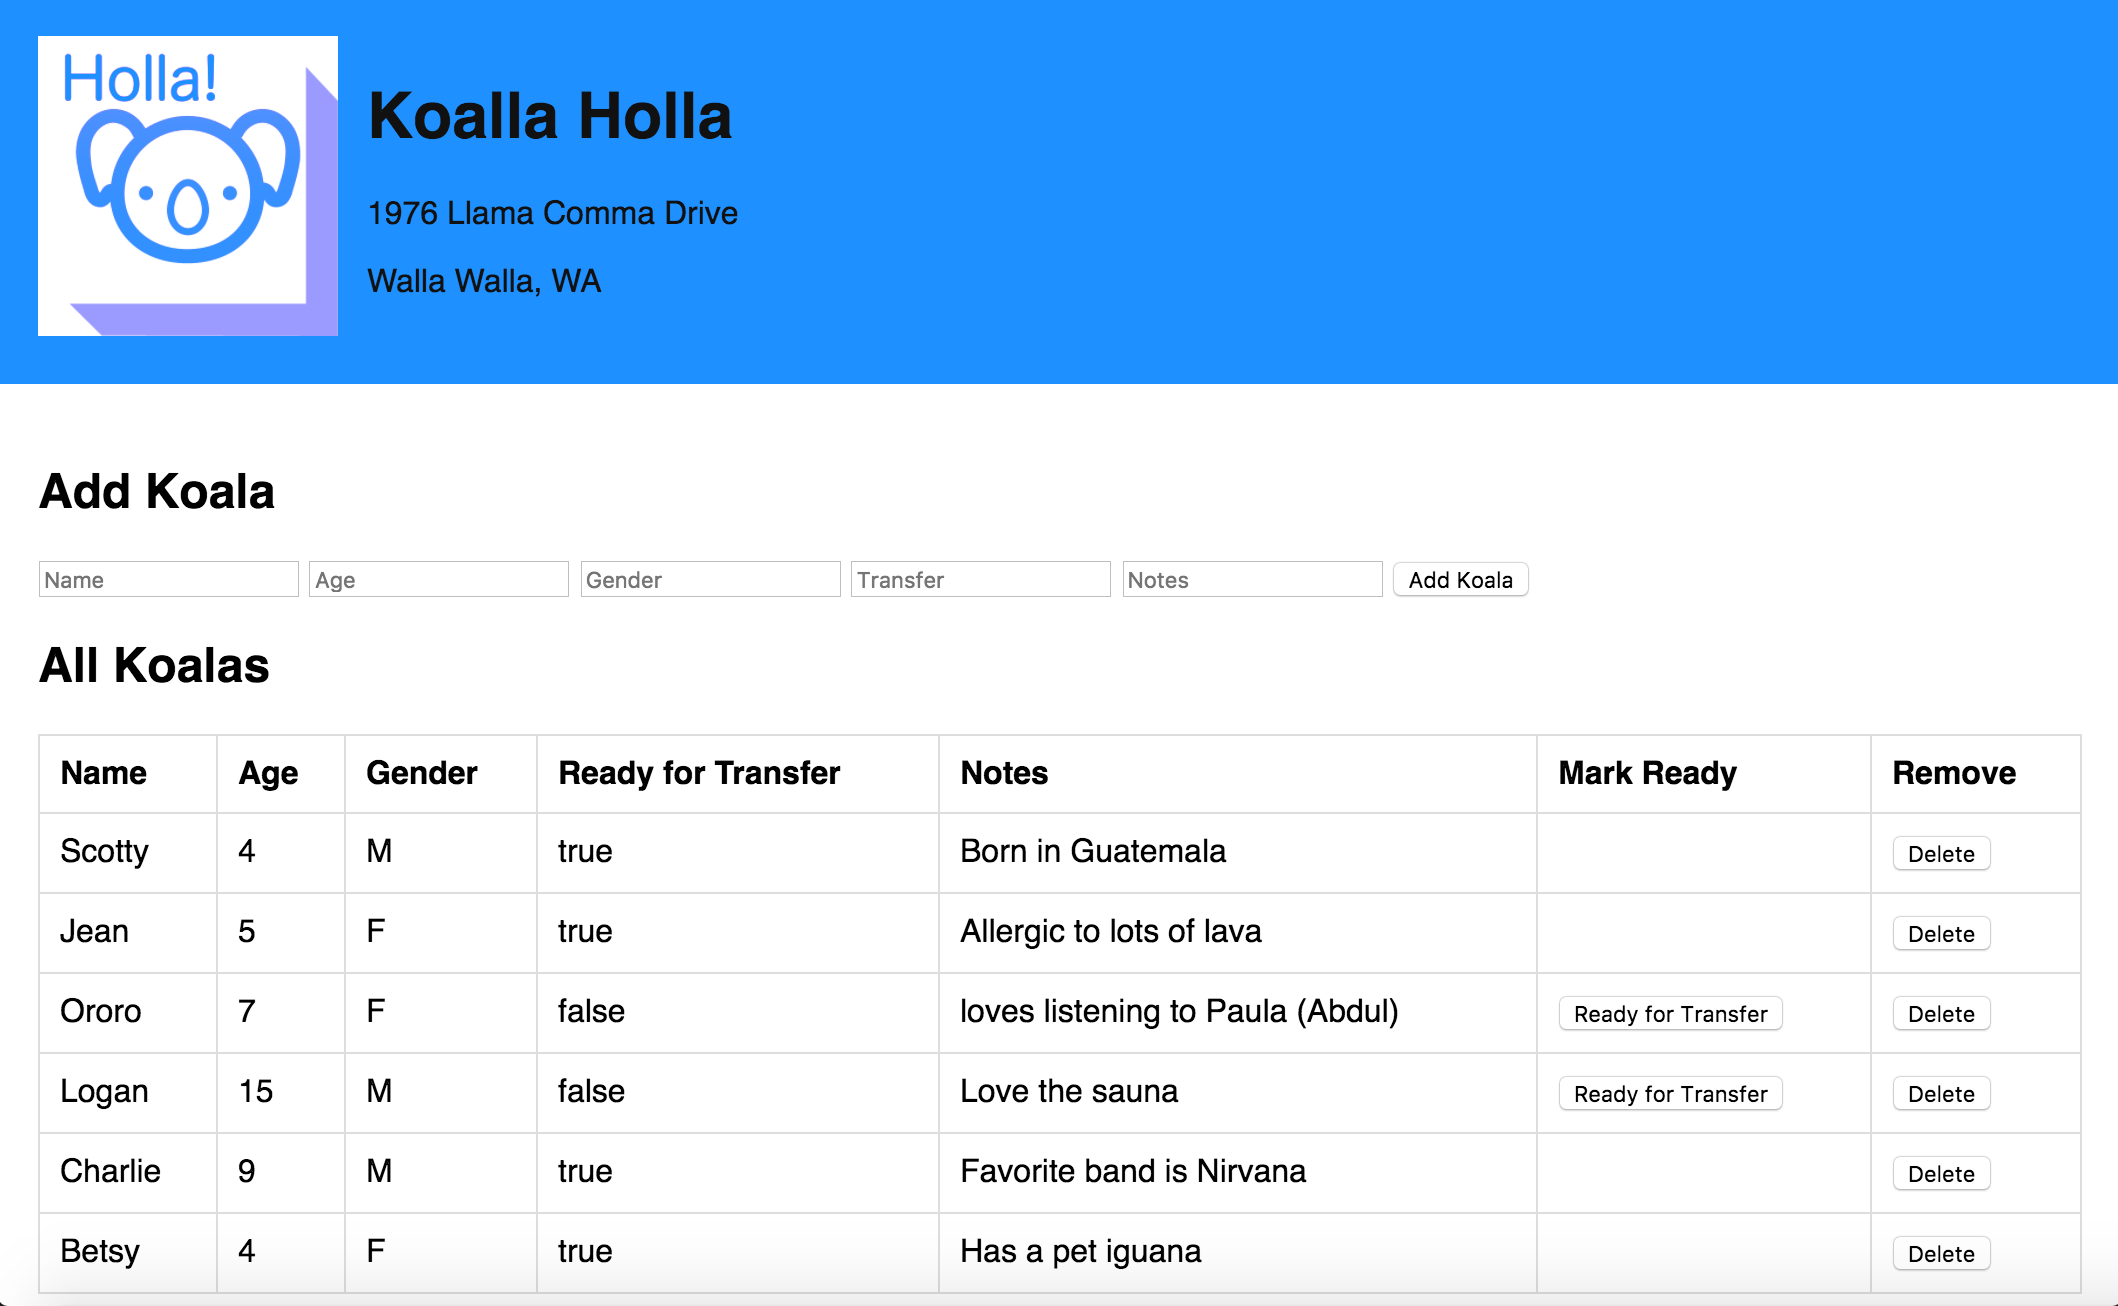 Holla!
Koalla Holla
1976 Llama Comma Drive
Walla Walla, WA
Add Koala
Name Age Gender Transfer Notes Add Koala
All Koalas
Name Age Gender Ready for Transfer Notes Mark Ready Remove
Scotty 4 M true Born in Guatemala Delete
Jean 5 F true Allergic to lots of lava Delete
Ororo 7 F false loves listening to Paula (Abdul) Ready for Transfer Delete
Logan 15 M false Love the sauna Ready for Transfer Delete
Charlie 9 M true Favorite band is Nirvana Delete
Betsy 4 F true Has a pet iguana Delete